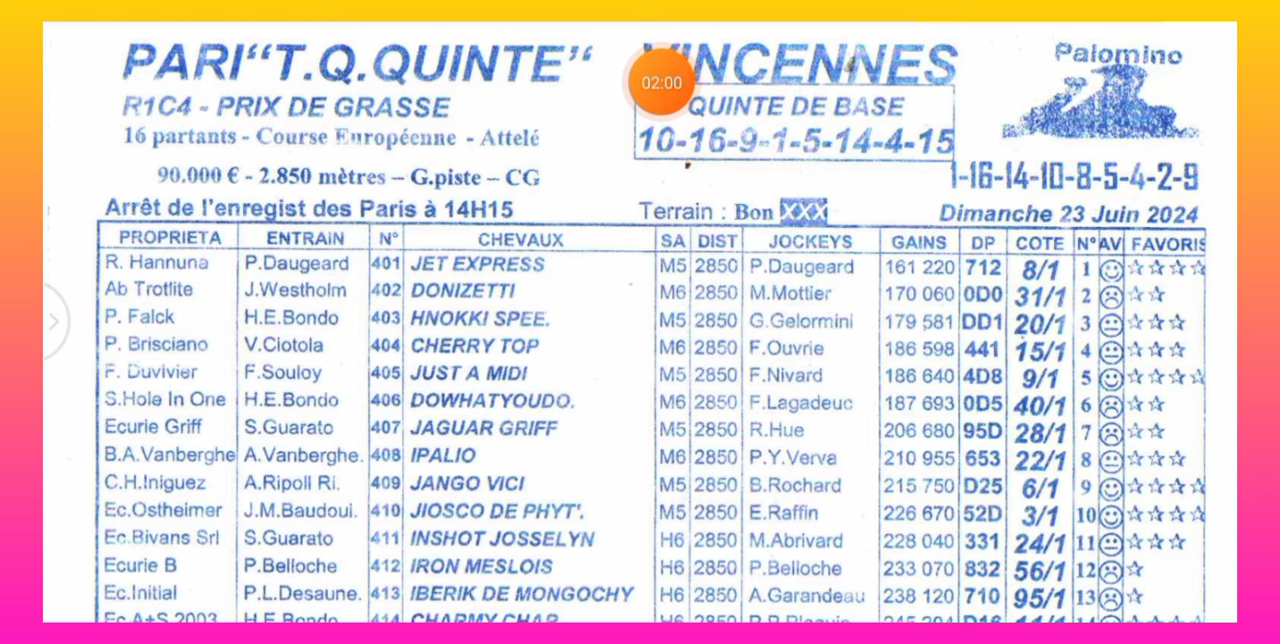 PARI "T.Q.QUINTE" VINCENNES Palomino
02:00
R1C4 - PRIX DE GRASSE
QUINTE DE BASE
16 partants - Course Européenne - Attelé
10-16-9-1-5-14-4-15
90.000 € - 2.850 mètres – G.piste – CG
1-16-14-10-8-5-4-2-9
Arrêt de l'enregist des Paris à 14H15 Terrain : Bon XXX Dimanche 23 Juin 2024
PROPRIETA ENTRAIN N° CHEVAUX SA DIST JOCKEYS GAINS DP COTE N° AV FAVORIS
R. Hannuna P.Daugeard 401 JET EXPRESS M5 2850 P.Daugeard 161 220 712 8/1 1
Ab Trotlite J.Westholm 402 DONIZETTI M6 2850 M.Mottier 170 060 0D0 31/1 2
P. Falck H.E.Bondo 403 HNOKKI SPEE. M5 2850 G.Gelormini 179 581 DD1 20/1 3
P. Brisciano V.Ciotola 404 CHERRY TOP M6 2850 F.Ouvrie 186 598 441 15/1 4
F. Duvivier F.Souloy 405 JUST A MIDI M5 2850 F.Nivard 186 640 4D8 9/1 5
S.Hole In One H.E.Bondo 406 DOWHATYOUDO. M6 2850 F.Lagadeuc 187 693 0D5 40/1 6
Ecurie Griff S.Guarato 407 JAGUAR GRIFF M5 2850 R.Hue 206 680 95D 28/1 7
B.A.Vanberghe A.Vanberghe. 408 IPALIO M6 2850 P.Y.Verva 210 955 653 22/1 8
C.H.Iniguez A.Ripoll Ri. 409 JANGO VICI M5 2850 B.Rochard 215 750 D25 6/1 9
Ec.Ostheimer J.M.Baudoui. 410 JIOSCO DE PHYT'. M5 2850 E.Raffin 226 670 52D 3/1 10
Ec.Bivans Srl S.Guarato 411 INSHOT JOSSELYN H6 2850 M.Abrivard 228 040 331 24/1 11
Ecurie B P.Belloche 412 IRON MESLOIS H6 2850 P.Belloche 233 070 832 56/1 12
Ec.Initial P.L.Desaune. 413 IBERIK DE MONGOCHY H6 2850 A.Garandeau 238 120 710 95/1 13
Ec.A+S 2003 H.E.Bondo 414 CHARMY CHAP